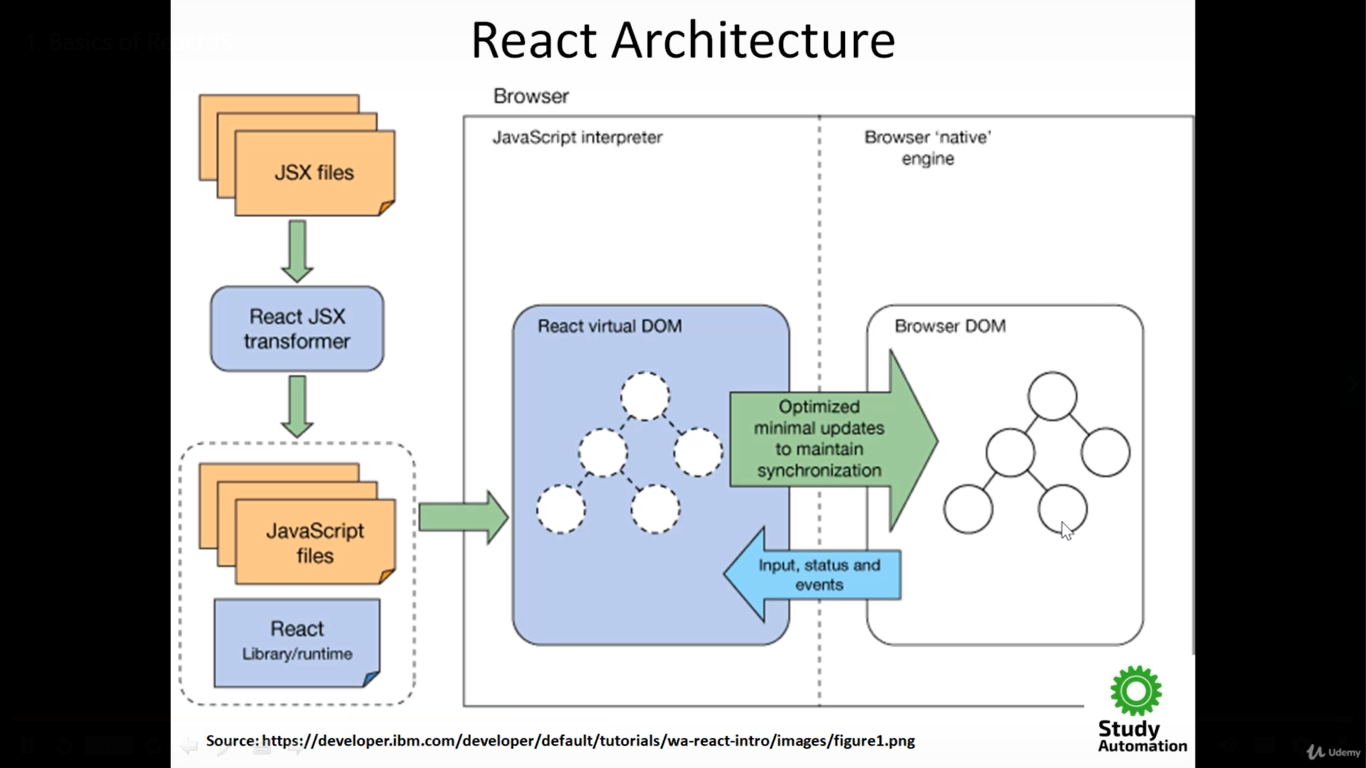 1. Basics of React JS
React Architecture
Browser
JavaScript interpreter
Browser ‘native’
engine
JSX files
React JSX
transformer
JavaScript
files
React
Library/runtime
React virtual DOM
Optimized
minimal updates
to maintain
synchronization
Input, status and
events
Browser DOM
Source: https://developer.ibm.com/developer/default/tutorials/wa-react-intro/images/figure1.png
Study
Automation
Udemy